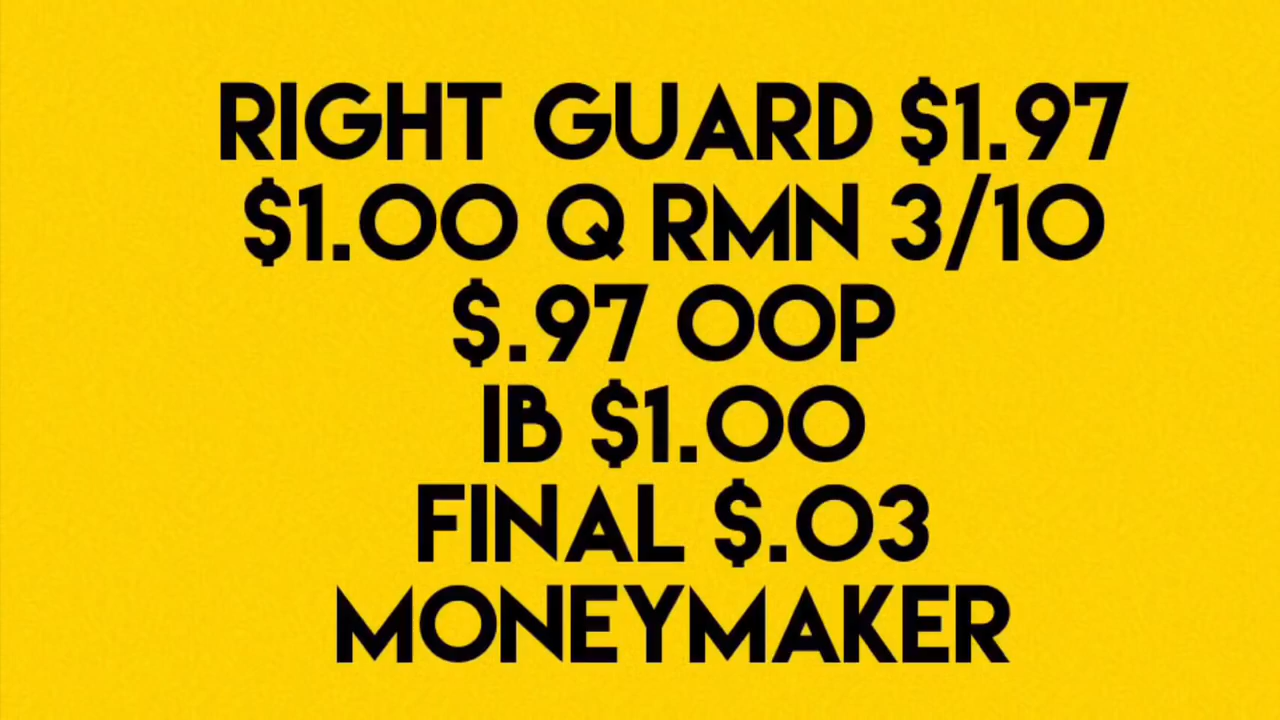 RIGHT GUARD $1.97
$1.00 Q RMN 3/10
$.97 OOP
IB $1.00
FINAL $.03
MONEYMAKER